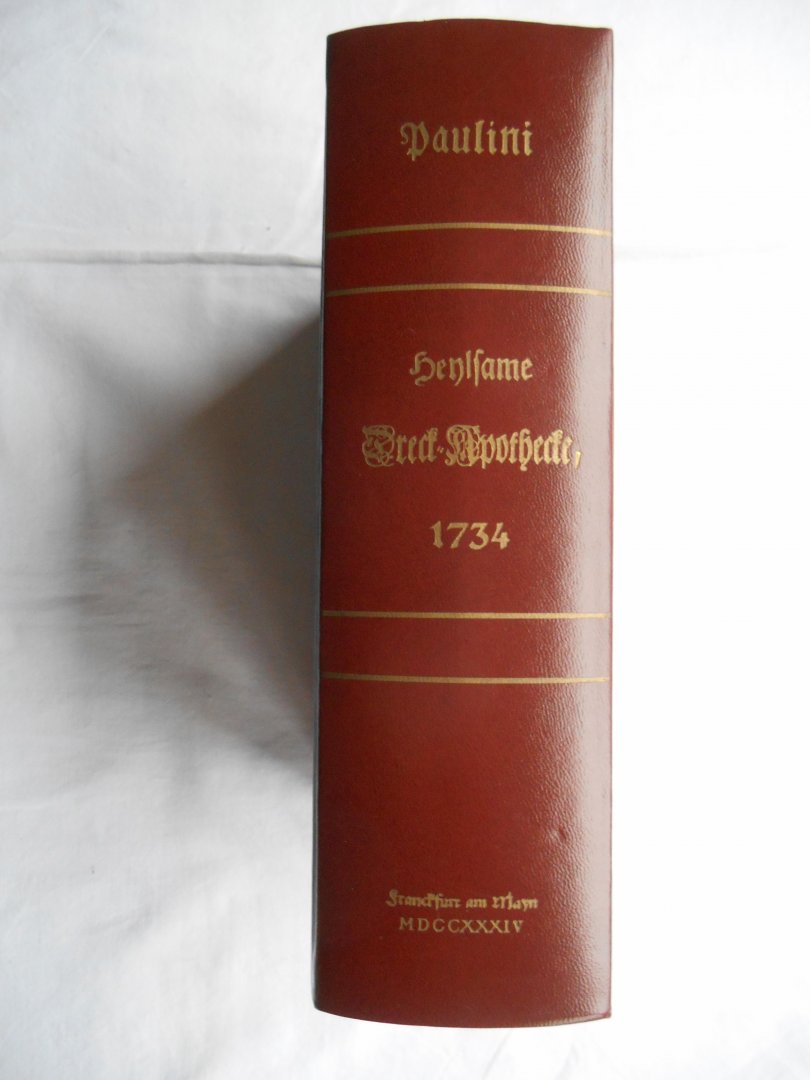 Paulini
Heylſame
Dreck-Apothecke,
1734
Franckfurt am Mayn
MDCCXXXIV